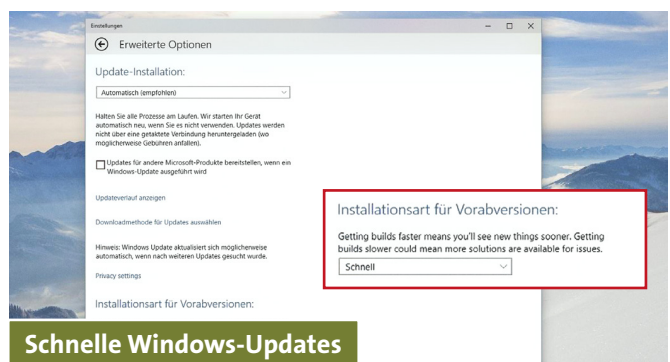 Einstellungen
Erweiterte Optionen
Update-Installation:
Automatisch (empfohlen)
Halten Sie alle Prozesse am Laufen. Wir starten Ihr Gerät
automatisch neu, wenn Sie es nicht verwenden. Updates werden
nicht über eine getaktete Verbindung heruntergeladen (wo
möglicherweise Gebühren anfallen).
Updates für andere Microsoft-Produkte bereitstellen, wenn ein
Windows-Update ausgeführt wird
Updateverlauf anzeigen
Downloadmethode für Updates auswählen
Hinweis: Windows Update aktualisiert sich möglicherweise
automatisch, wenn nach weiteren Updates gesucht wurde.
Privacy settings
Installationsart für Vorabversionen:
Installationsart für Vorabversionen:
Getting builds faster means you'll see new things sooner. Getting
builds slower could mean more solutions are available for issues.
Schnell
Schnelle Windows-Updates